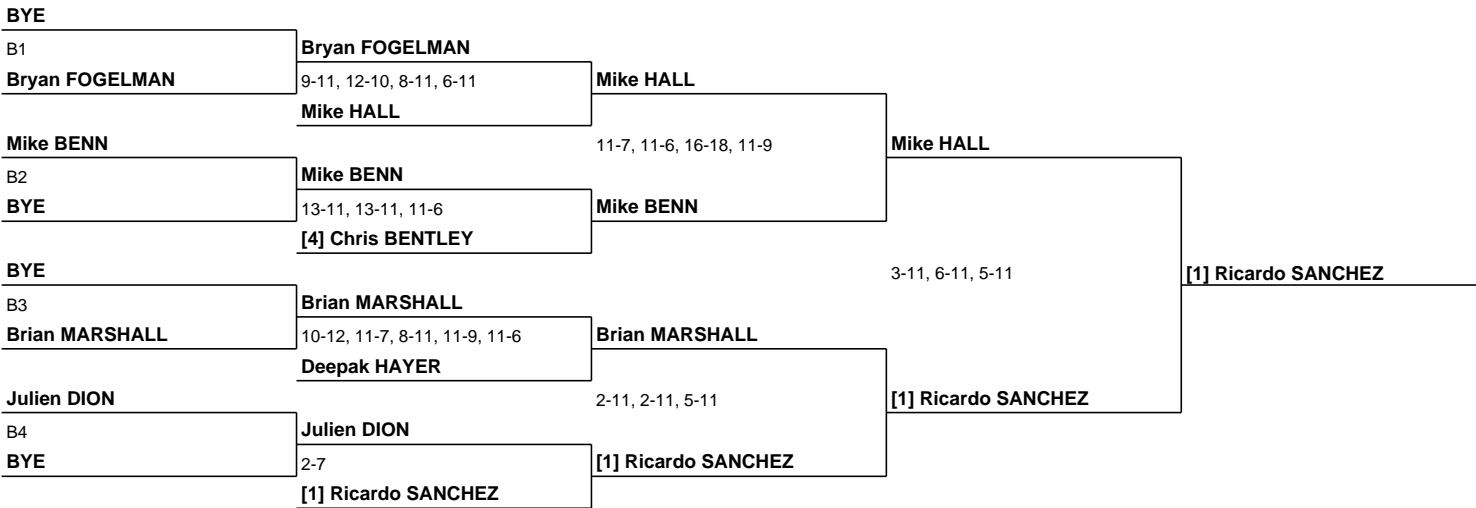 BYE
B1
Bryan FOGELMAN
Bryan FOGELMAN
9-11, 12-10, 8-11, 6-11
Mike HALL
Mike HALL
Mike BENN
B2
BYE
Mike BENN
13-11, 13-11, 11-6
[4] Chris BENTLEY
11-7, 11-6, 16-18, 11-9
Mike BENN
Mike HALL
BYE
B3
Brian MARSHALL
Brian MARSHALL
10-12, 11-7, 8-11, 11-9, 11-6
Deepak HAYER
Brian MARSHALL
3-11, 6-11, 5-11
[1] Ricardo SANCHEZ
Julien DION
B4
BYE
Julien DION
2-7
[1] Ricardo SANCHEZ
2-11, 2-11, 5-11
[1] Ricardo SANCHEZ
[1] Ricardo SANCHEZ